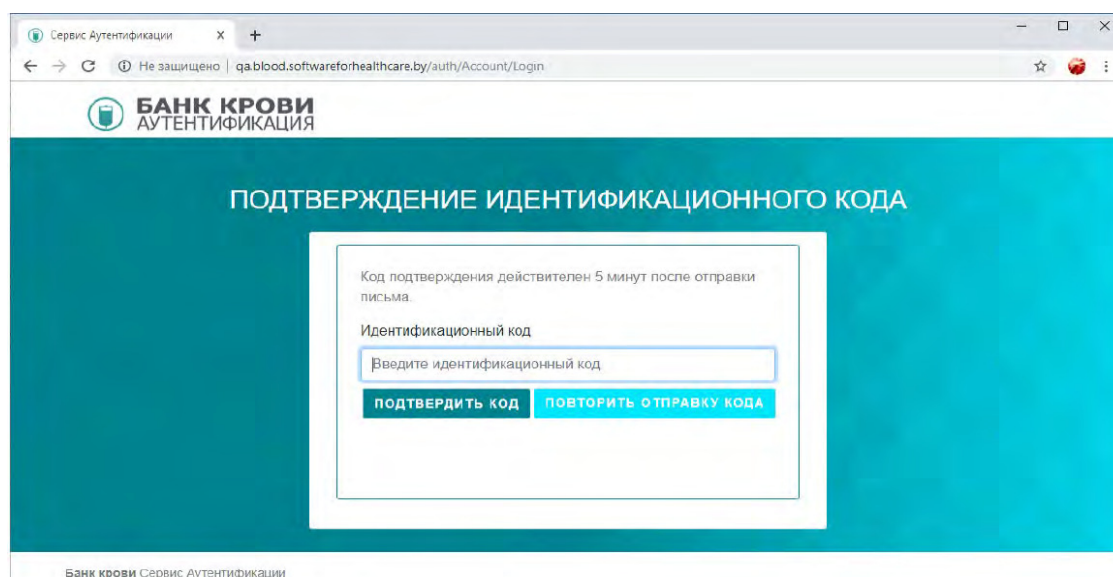 Сервис Аутентификации
Не защищено | qa.blood.softwareforhealthcare.by/auth/Account/Login
БАНК КРОВИ
АУТЕНТИФИКАЦИЯ
ПОДТВЕРЖДЕНИЕ ИДЕНТИФИКАЦИОННОГО КОДА
Код подтверждения действителен 5 минут после отправки
письма.
Идентификационный код
Введите идентификационный код
ПОДТВЕРДИТЬ КОД ПОВТОРИТЬ ОТПРАВКУ КОДА
Банк крови Сервис Аутентификации